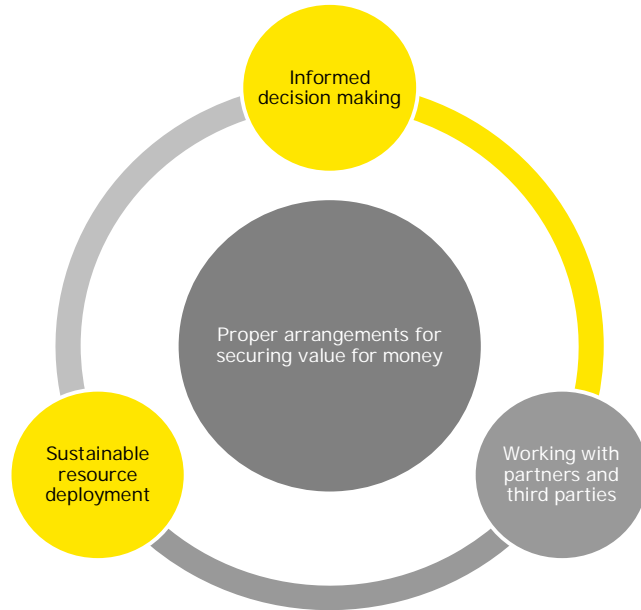 Informed
decision making
Proper arrangements for
securing value for money
Sustainable
resource
deployment
Working with
partners and
third parties